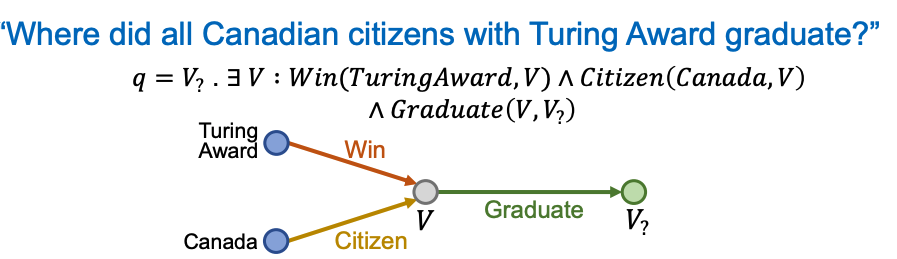 “Where did all Canadian citizens with Turing Award graduate?”
q = V? . ∃ V : Win(TuringAward, V) ∧ Citizen(Canada, V)
∧ Graduate(V, V?)
Turing
Award
Win
Graduate
V
V?
Canada
Citizen